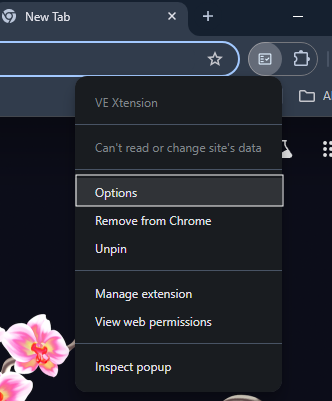 New Tab
VE Xtension
Can't read or change site's data
Options
Remove from Chrome
Unpin
Manage extension
View web permissions
Inspect popup